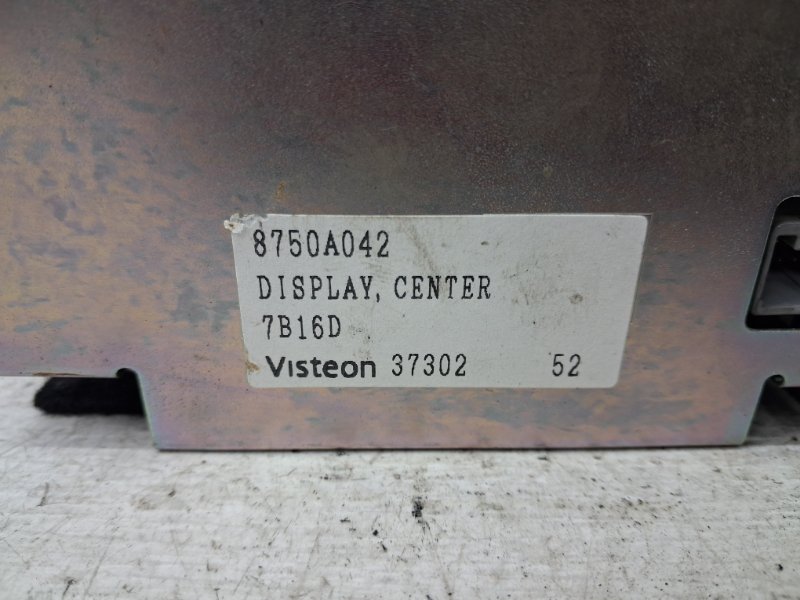 8750A042
DISPLAY, CENTER
7B16D
Visteon 37302 52